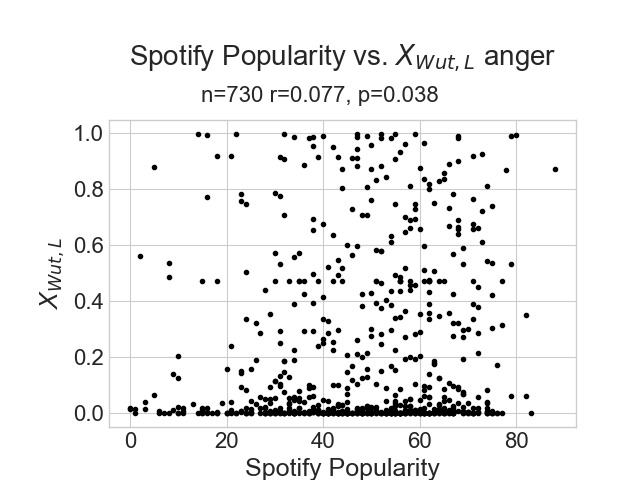 Spotify Popularity vs. X_{Wut, L} anger
n=730 r=0.077, p=0.038
1.0
0.8
0.6
0.4
0.2
0.0
X_{Wut, L}
0 20 40 60 80
Spotify Popularity